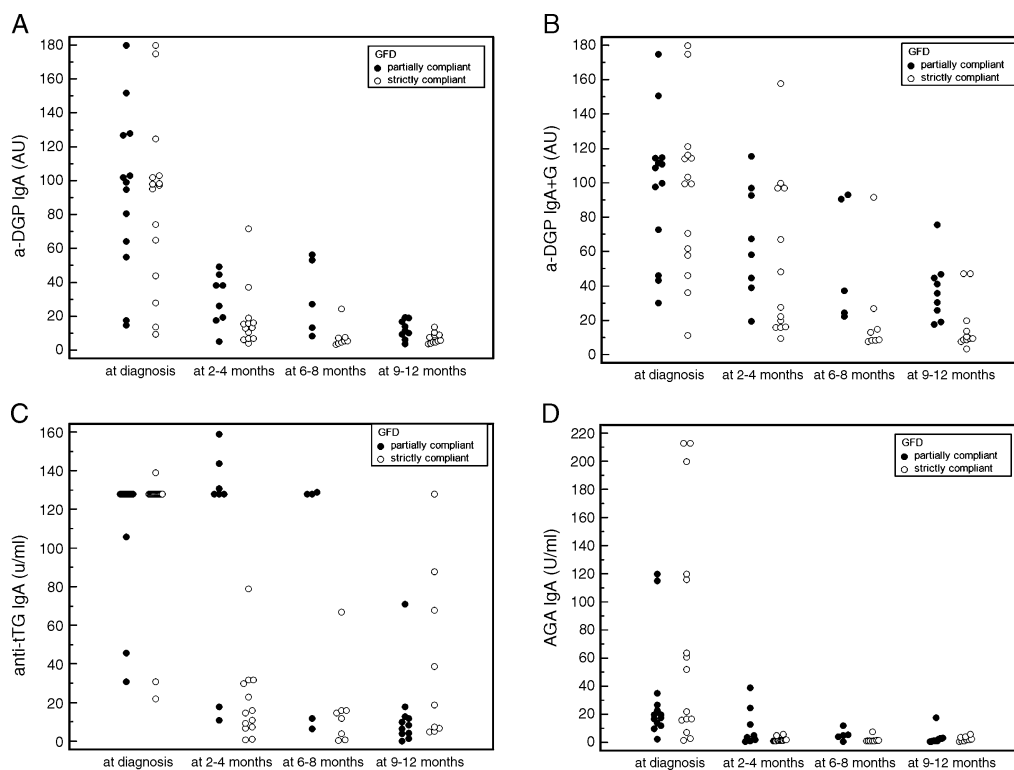 A
GFD
partially compliant
strictly compliant
a-DGP IgA (AU)
180
160
140
120
100
80
60
40
20
0
at diagnosis at 2-4 months at 6-8 months at 9-12 months
B
GFD
partially compliant
strictly compliant
a-DGP IgA+G (AU)
180
160
140
120
100
80
60
40
20
0
at diagnosis at 2-4 months at 6-8 months at 9-12 months
C
GFD
partially compliant
strictly compliant
anti-tTG IgA (u/ml)
160
140
120
100
80
60
40
20
0
at diagnosis at 2-4 months at 6-8 months at 9-12 months
D
GFD
partially compliant
strictly compliant
AGA IgA (U/ml)
220
200
180
160
140
120
100
80
60
40
20
0
at diagnosis at 2-4 months at 6-8 months at 9-12 months